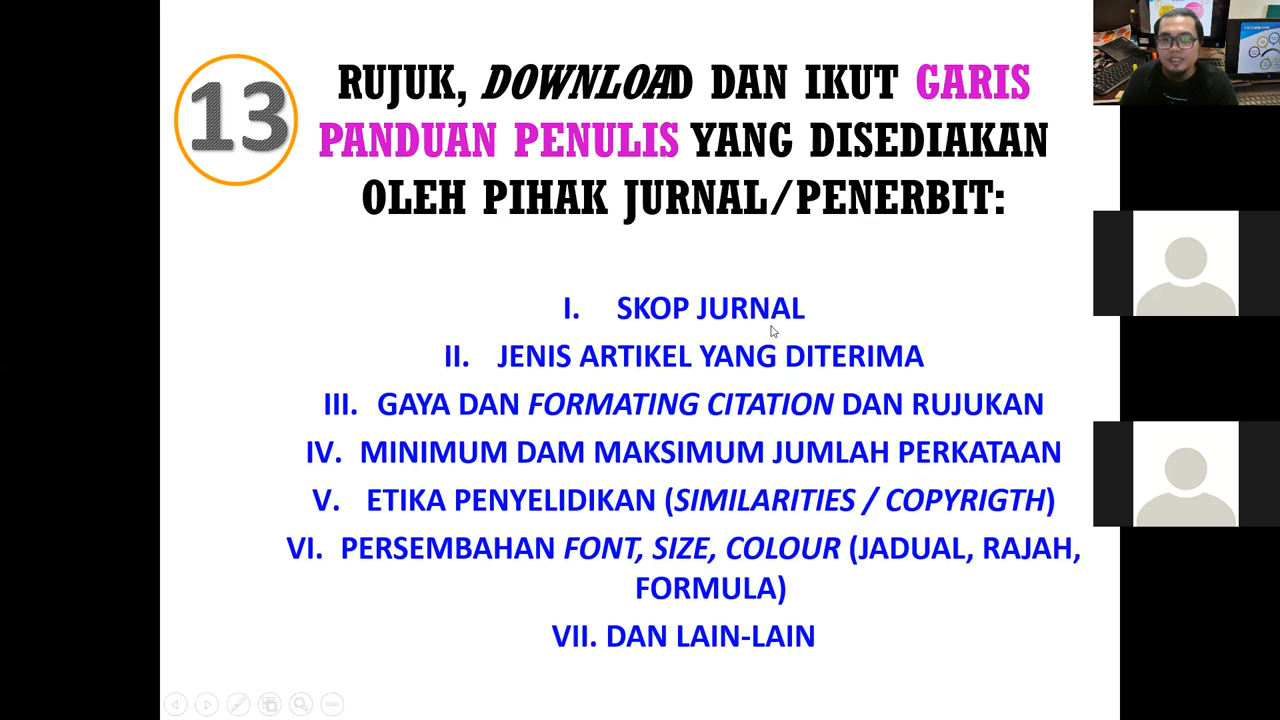 13
RUJUK, DOWNLOAD DAN IKUT GARIS
PANDUAN PENULIS YANG DISEDIAKAN
OLEH PIHAK JURNAL/PENERBIT:
I. SKOP JURNAL
II. JENIS ARTIKEL YANG DITERIMA
III. GAYA DAN FORMATING CITATION DAN RUJUKAN
IV. MINIMUM DAM MAKSIMUM JUMLAH PERKATAAN
V. ETIKA PENYELIDIKAN (SIMILARITIES / COPYRIGTH)
VI. PERSEMBAHAN FONT, SIZE, COLOUR (JADUAL, RAJAH,
FORMULA)
VII. DAN LAIN-LAIN